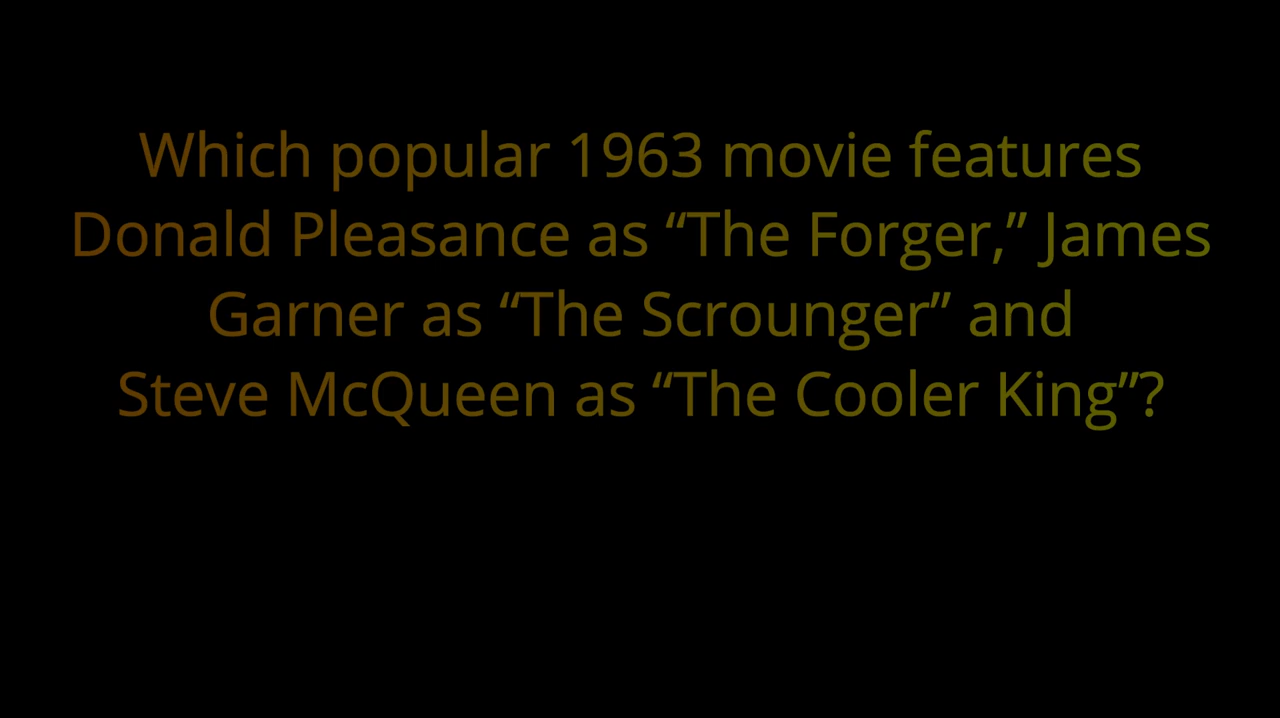 Which popular 1963 movie features
Donald Pleasance as “The Forger,” James
Garner as “The Scrounger” and
Steve McQueen as “The Cooler King”?